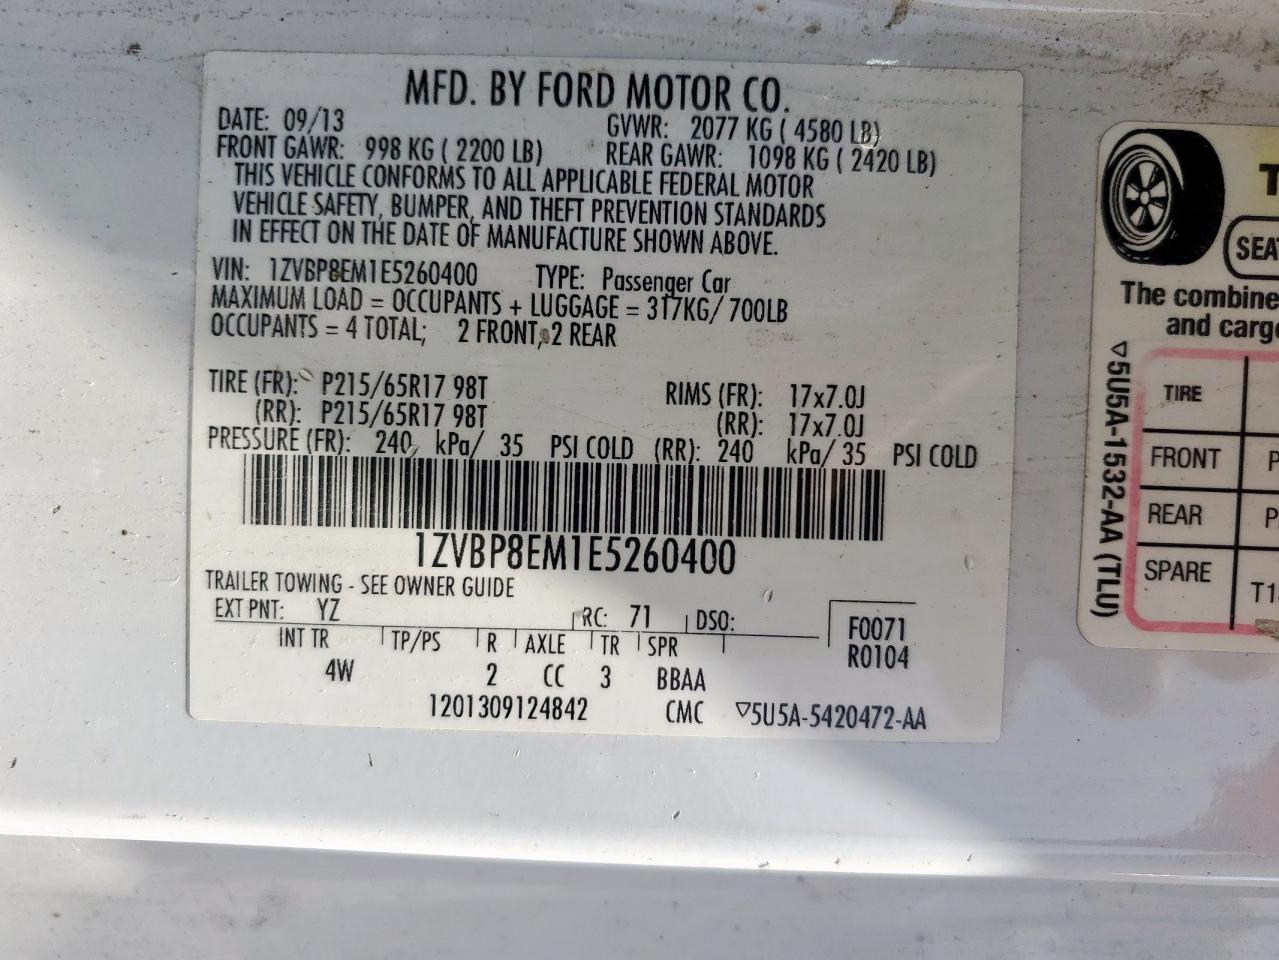 MFD. BY FORD MOTOR CO.
DATE: 09/13 GVWR: 2077 KG ( 4580 LB)
FRONT GAWR: 998 KG ( 2200 LB) REAR GAWR: 1098 KG ( 2420 LB)
THIS VEHICLE CONFORMS TO ALL APPLICABLE FEDERAL MOTOR
VEHICLE SAFETY, BUMPER, AND THEFT PREVENTION STANDARDS
IN EFFECT ON THE DATE OF MANUFACTURE SHOWN ABOVE.
VIN: 1ZVBP8EM1E5260400 TYPE: Passenger Car
MAXIMUM LOAD = OCCUPANTS + LUGGAGE = 317KG/ 700LB
OCCUPANTS = 4 TOTAL; 2 FRONT, 2 REAR
TIRE (FR): P215/65R17 98T RIMS (FR): 17x7.0J
(RR): P215/65R17 98T (RR): 17x7.0J
PRESSURE (FR): 240 kPa/ 35 PSI COLD (RR): 240 kPa/ 35 PSI COLD
1ZVBP8EM1E5260400
TRAILER TOWING - SEE OWNER GUIDE
EXT PNT: YZ RC: 71 DSO: F0071
INT TR TP/PS R AXLE TR SPR R0104
4W 2 CC 3 BBAA
1201309124842 CMC ▽5U5A-5420472-AA
The combine
and cargo
TIRE
FRONT P
REAR P
SPARE T1
▽5U5A-1532-AA (TLU)